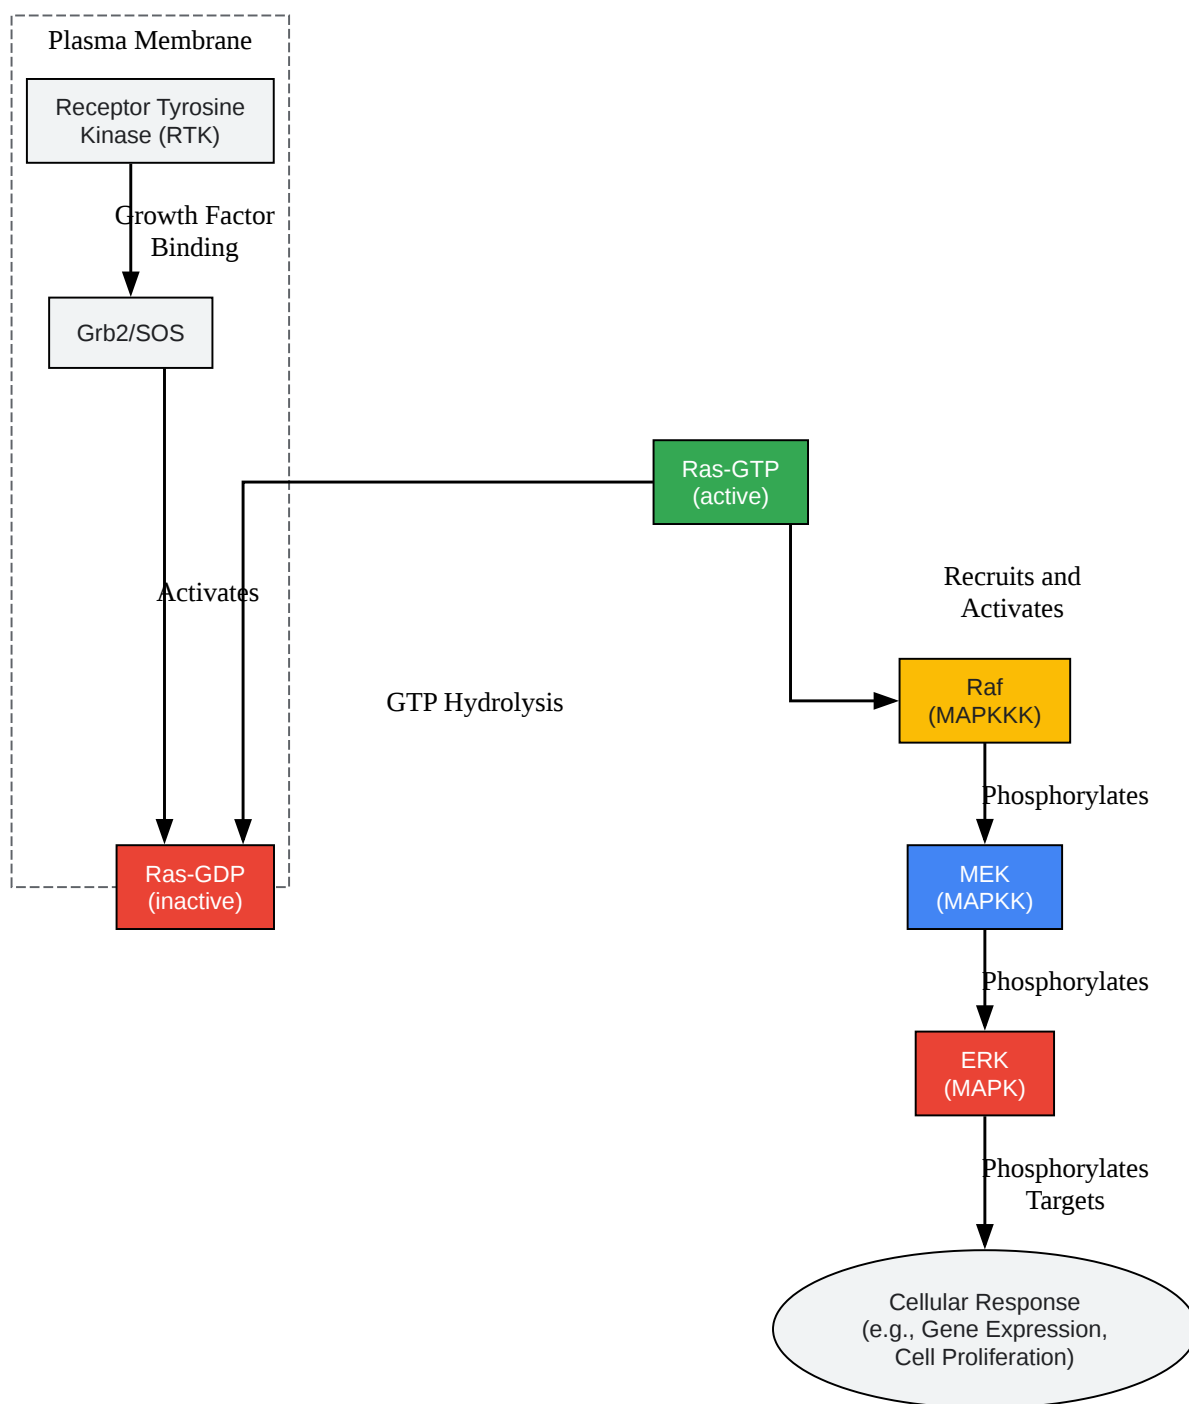 Plasma Membrane
Receptor Tyrosine
Kinase (RTK)
Growth Factor
Binding
Grb2/SOS
Ras-GTP
(active)
Recruits and
Activates
Activates
GTP Hydrolysis
Raf
(MAPKKK)
Phosphorylates
Ras-GDP
(inactive)
MEK
(MAPKK)
Phosphorylates
ERK
(MAPK)
Phosphorylates
Targets
Cellular Response
(e.g., Gene Expression,
Cell Proliferation)